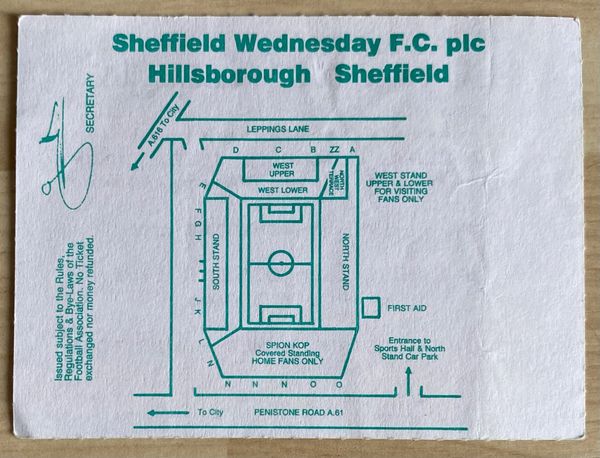 Sheffield Wednesday F.C. plc
Hillsborough Sheffield
SECRETARY
Issued subject to the Rules,
Regulations & Bye-Laws of the
Football Association. No Ticket
exchanged nor money refunded.
A.616 To City
LEPPINGS LANE
D C B ZZ A
WEST
UPPER
WEST LOWER
NORTH
WEST
TERRACE
WEST STAND
UPPER & LOWER
FOR VISITING
FANS ONLY
E
F
G
H
J
K
L
N
SOUTH STAND
NORTH STAND
FIRST AID
SPION KOP
Covered Standing
HOME FANS ONLY
Entrance to
Sports Hall & North
Stand Car Park
N N N O O
To City
PENISTONE ROAD A.61